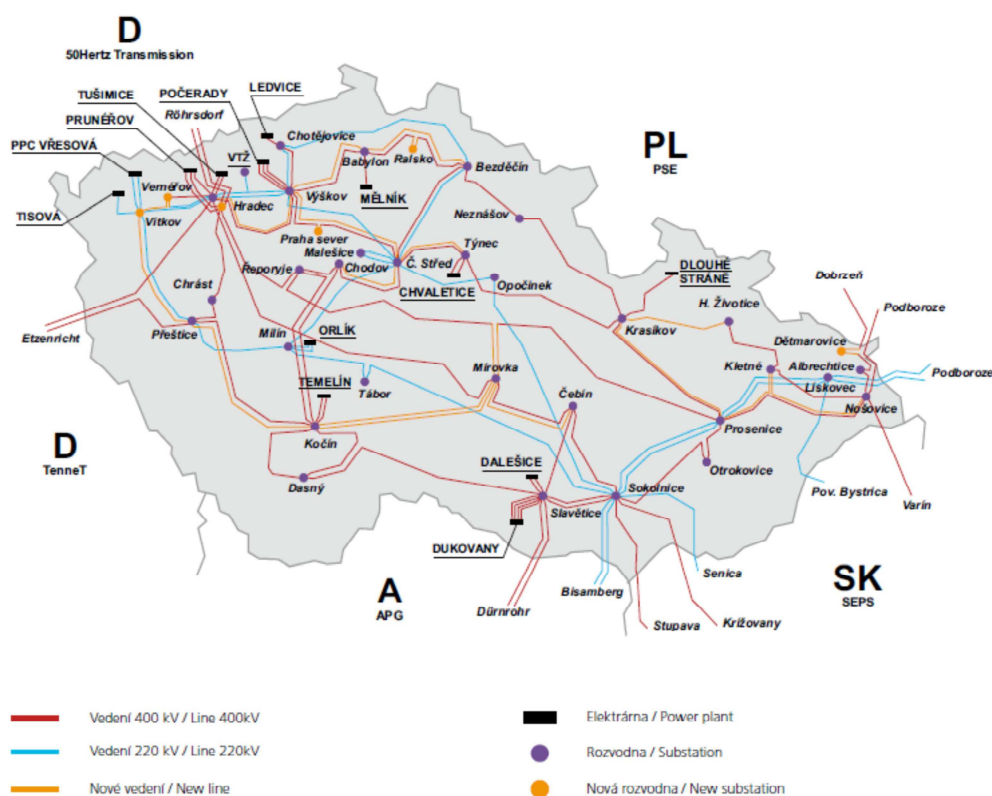 D
50Hertz Transmission
LEDVICE
POČERADY
TUŠIMICE
Röhrsdorf
PRUNÉŘOV
PPC VŘESOVÁ
VTŽ
Chotějovice
Babylon
Ralsko
Bezděčín
PL
PSE
Vernéřov
TISOVÁ
Vítkov
Hradec
Výškov
MĚLNÍK
Neznášov
Praha sever
Malešice
Chodov
Č. Střed
Týnec
Řeporyje
CHVALETICE
Opočínek
DLOUHÉ
STRÁNĚ
Dobrzeń
Chrást
H. Životice
Podboroze
Přeštice
Etzenricht
Milín
ORLÍK
Krasíkov
Dětmarovice
Mírovka
Kletné
Albrechtice
Lískovec
Podboroze
TEMELÍN
Tábor
Čebín
Nošovice
D
TenneT
Kočín
Prosenice
DALEŠICE
Otrokovice
Dasný
Sokolnice
Slavětice
Pov. Bystrica
Varín
DUKOVANY
Senica
A
APG
Bisamberg
SK
SEPS
Dürnrohr
Stupava
Križovany
Vedení 400 kV / Line 400kV
Elektrárna / Power plant
Vedení 220 kV / Line 220kV
Rozvodna / Substation
Nové vedení / New line
Nová rozvodna / New substation